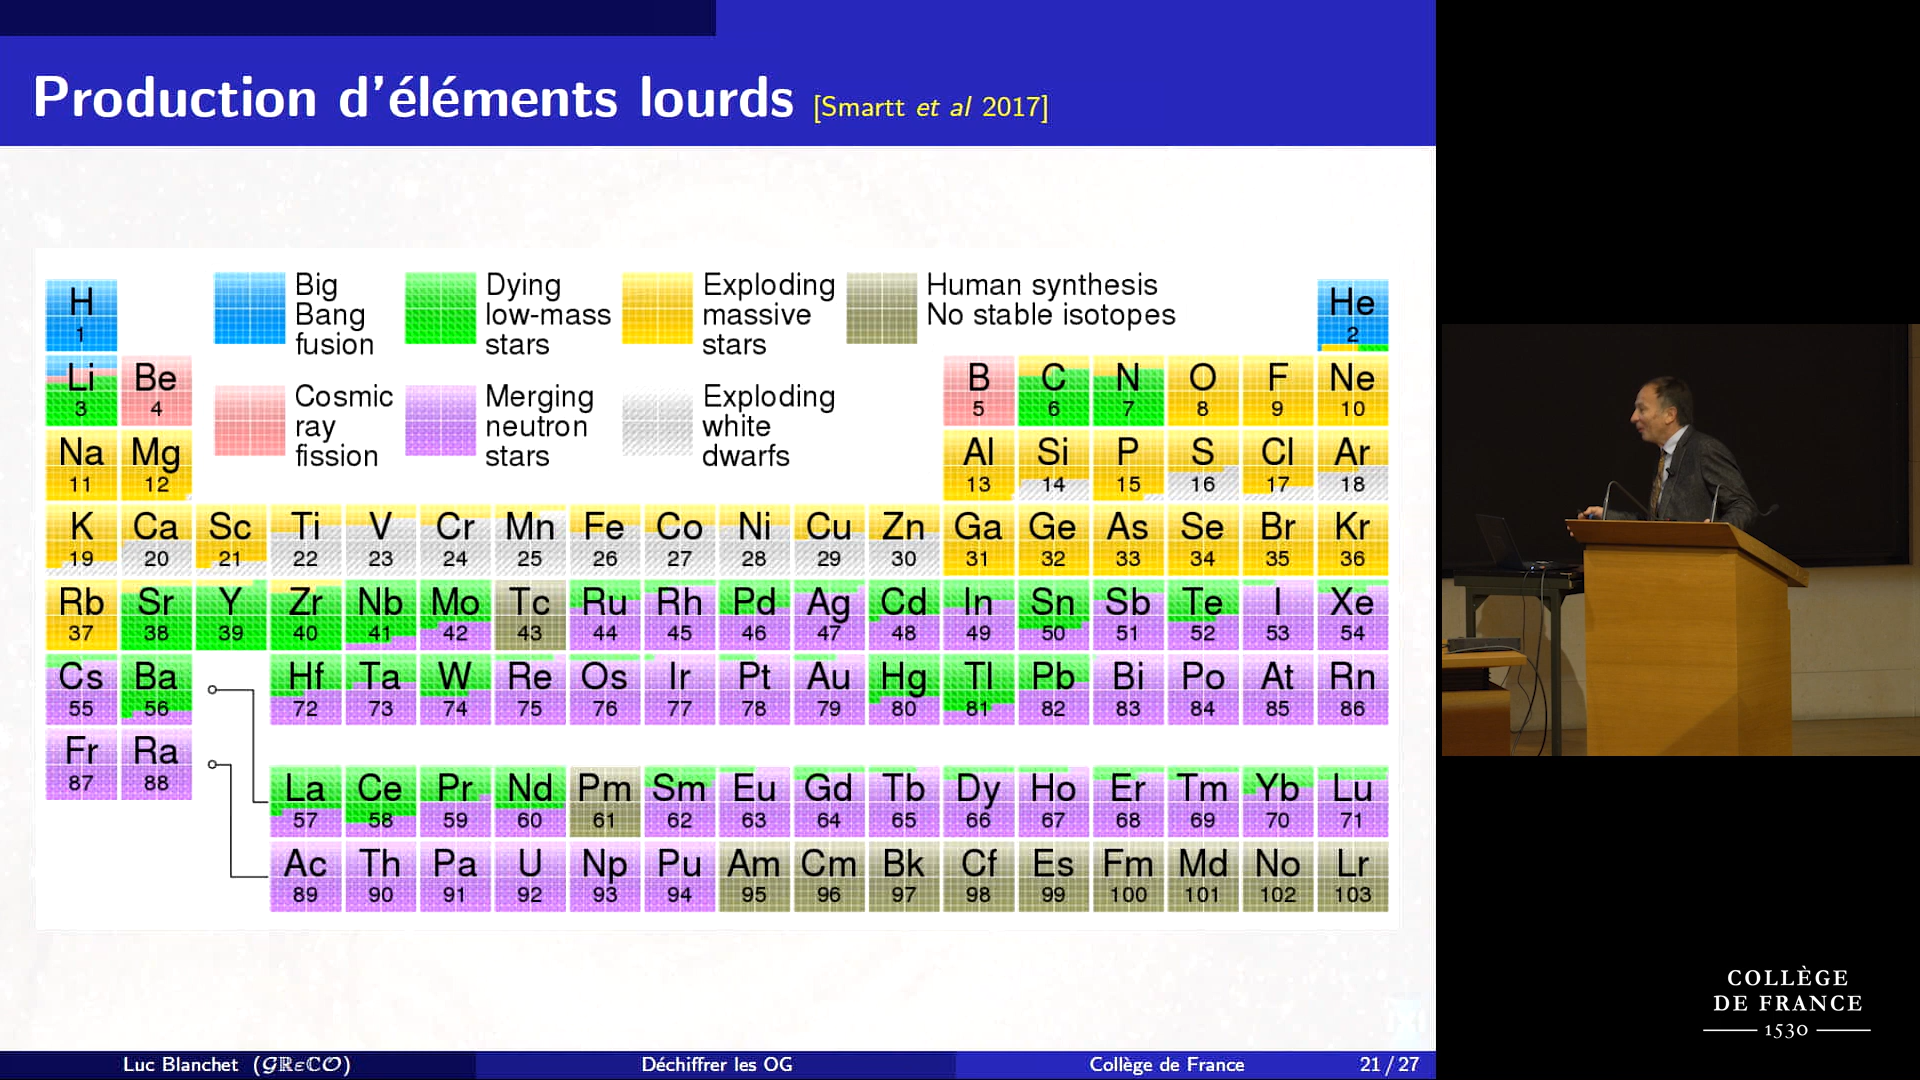 Production d'éléments lourds [Smartt et al 2017]
Big Bang fusion
Dying low-mass stars
Exploding massive stars
Human synthesis
No stable isotopes
Cosmic ray fission
Merging neutron stars
Exploding white dwarfs
H 1 He 2
Li 3 Be 4 B 5 C 6 N 7 O 8 F 9 Ne 10
Na 11 Mg 12 Al 13 Si 14 P 15 S 16 Cl 17 Ar 18
K 19 Ca 20 Sc 21 Ti 22 V 23 Cr 24 Mn 25 Fe 26 Co 27 Ni 28 Cu 29 Zn 30 Ga 31 Ge 32 As 33 Se 34 Br 35 Kr 36
Rb 37 Sr 38 Y 39 Zr 40 Nb 41 Mo 42 Tc 43 Ru 44 Rh 45 Pd 46 Ag 47 Cd 48 In 49 Sn 50 Sb 51 Te 52 I 53 Xe 54
Cs 55 Ba 56 Hf 72 Ta 73 W 74 Re 75 Os 76 Ir 77 Pt 78 Au 79 Hg 80 Tl 81 Pb 82 Bi 83 Po 84 At 85 Rn 86
Fr 87 Ra 88
La 57 Ce 58 Pr 59 Nd 60 Pm 61 Sm 62 Eu 63 Gd 64 Tb 65 Dy 66 Ho 67 Er 68 Tm 69 Yb 70 Lu 71
Ac 89 Th 90 Pa 91 U 92 Np 93 Pu 94 Am 95 Cm 96 Bk 97 Cf 98 Es 99 Fm 100 Md 101 No 102 Lr 103
Luc Blanchet (GRεCO) Déchiffrer les OG Collège de France 21 / 27
COLLÈGE
DE FRANCE
1530